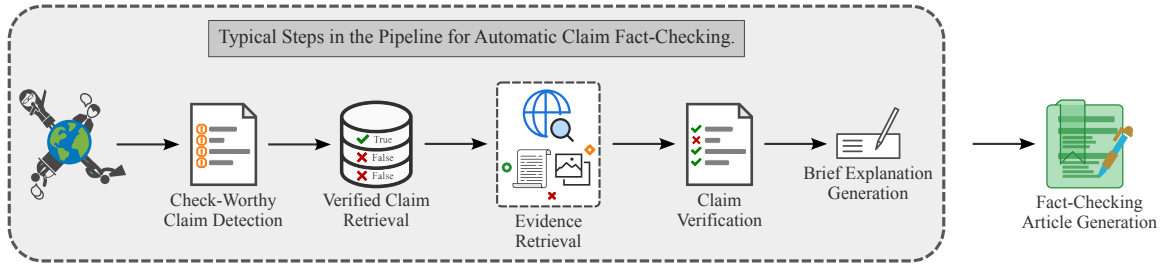 Typical Steps in the Pipeline for Automatic Claim Fact-Checking.
True
False
False
Check-Worthy
Claim Detection
Verified Claim
Retrieval
Evidence
Retrieval
Claim
Verification
Brief Explanation
Generation
Fact-Checking
Article Generation